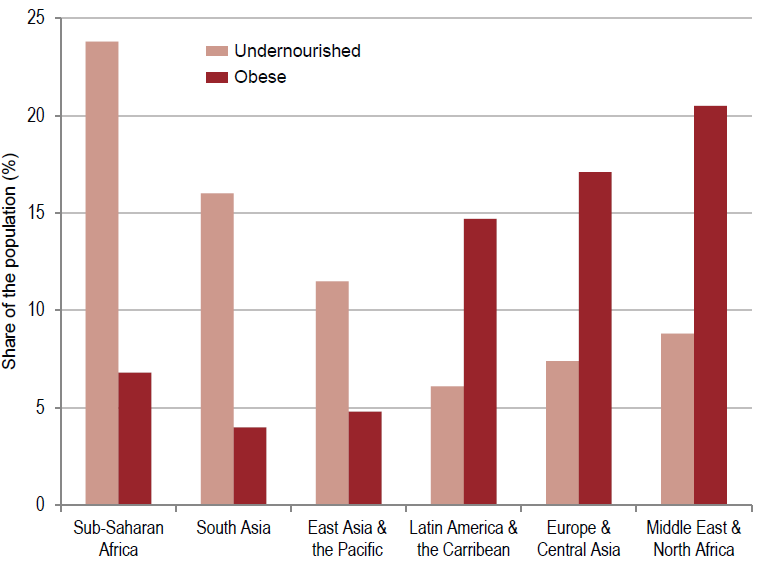 25
Undernourished
Obese
20
Share of the population (%)
15
10
5
0
Sub-Saharan
Africa
South Asia
East Asia &
the Pacific
Latin America &
the Carribean
Europe &
Central Asia
Middle East &
North Africa